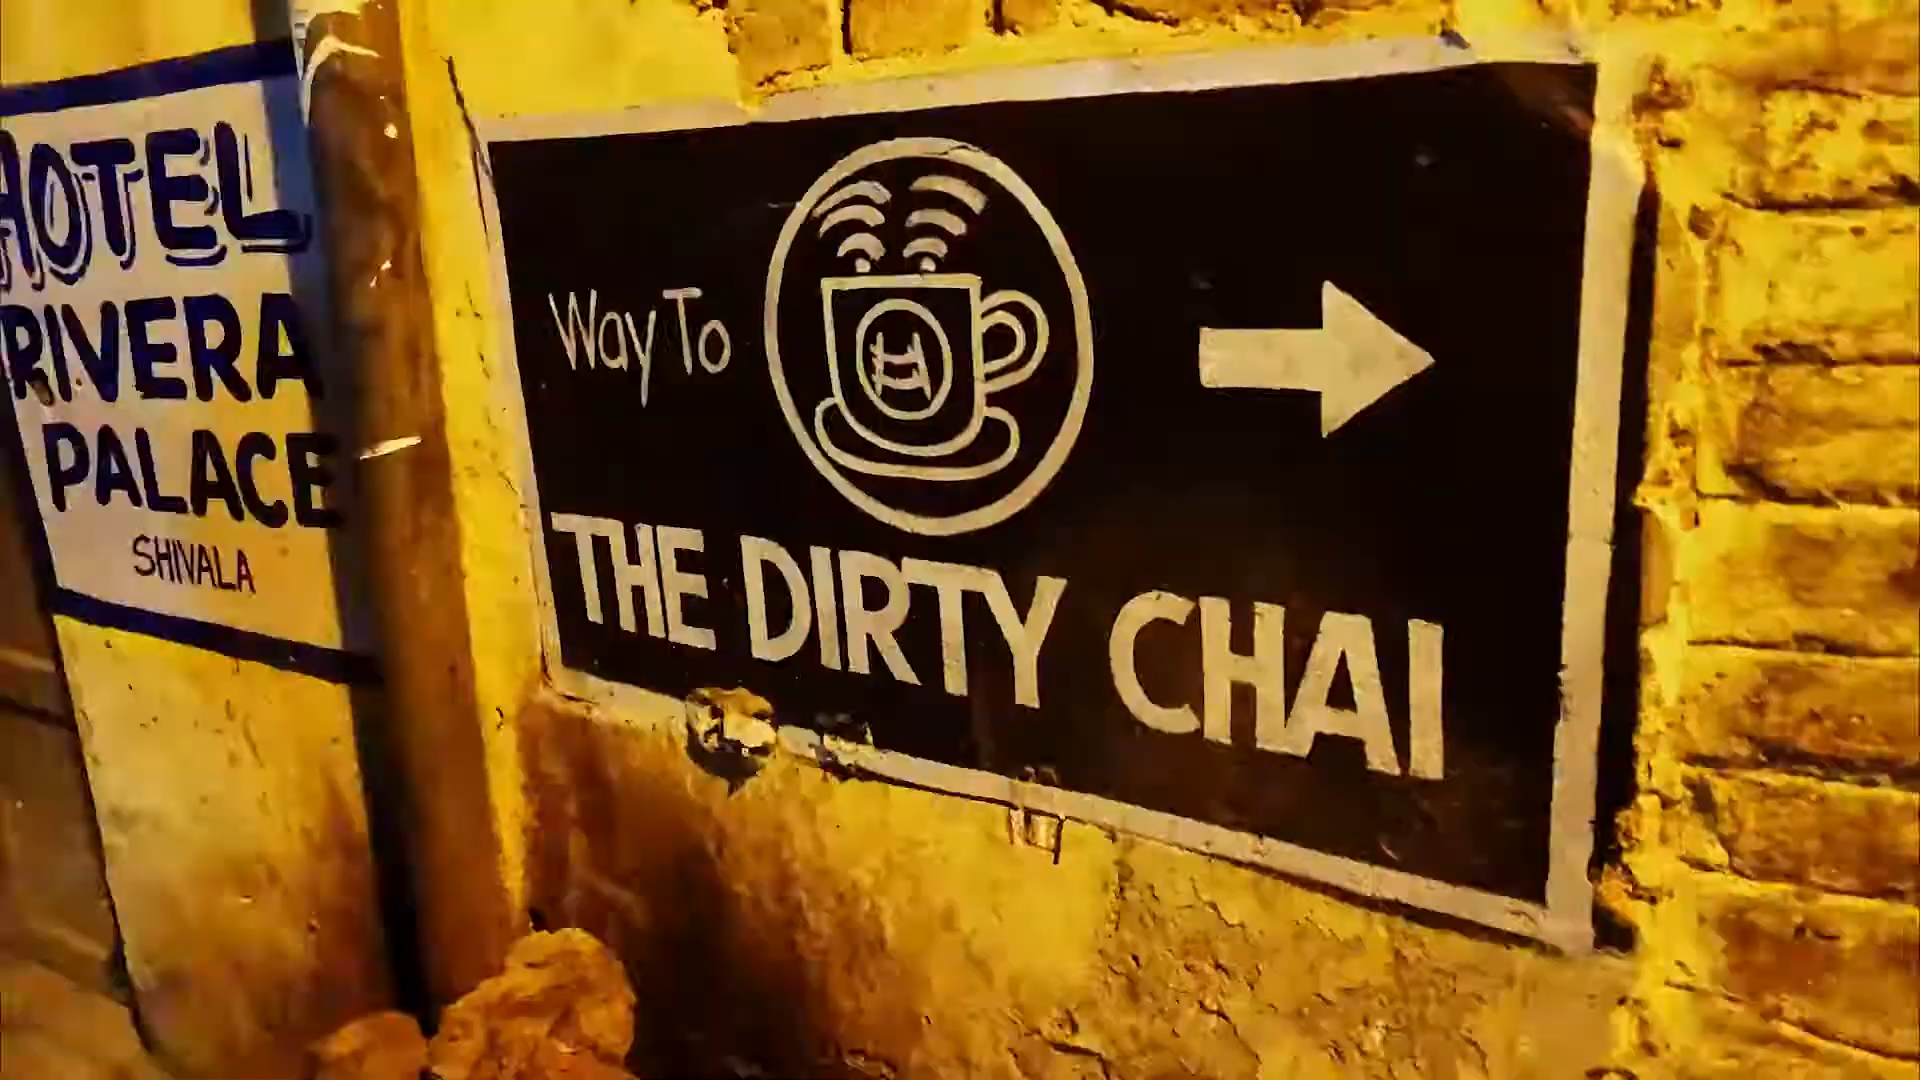 HOTEL
RIVERA
PALACE
SHIVALA
Way To
THE DIRTY CHAI